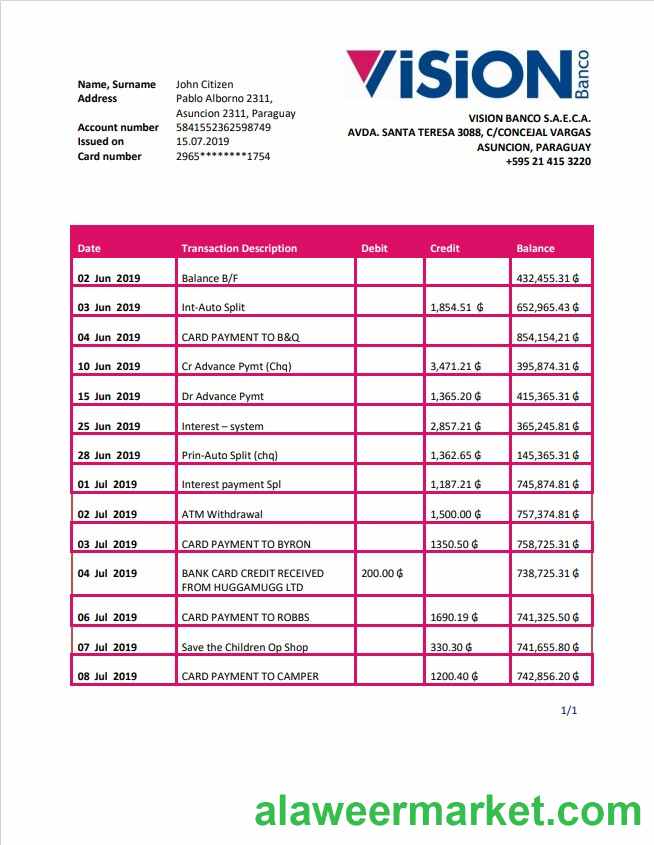 VISION Banco
Name, Surname John Citizen
Address Pablo Alborno 2311,
Asuncion 2311, Paraguay
Account number 5841552362598749
Issued on 15.07.2019
Card number 2965********1754
VISION BANCO S.A.E.C.A.
AVDA. SANTA TERESA 3088, C/CONCEJAL VARGAS
ASUNCION, PARAGUAY
+595 21 415 3220
Date Transaction Description Debit Credit Balance
02 Jun 2019 Balance B/F 432,455.31 ₲
03 Jun 2019 Int-Auto Split 1,854.51 ₲ 652,965.43 ₲
04 Jun 2019 CARD PAYMENT TO B&Q 854,154,21 ₲
10 Jun 2019 Cr Advance Pymt (Chq) 3,471.21 ₲ 395,874.31 ₲
15 Jun 2019 Dr Advance Pymt 1,365.20 ₲ 415,365.31 ₲
25 Jun 2019 Interest – system 2,857.21 ₲ 365,245.81 ₲
28 Jun 2019 Prin-Auto Split (chq) 1,362.65 ₲ 145,365.31 ₲
01 Jul 2019 Interest payment Spl 1,187.21 ₲ 745,874.81 ₲
02 Jul 2019 ATM Withdrawal 1,500.00 ₲ 757,374.81 ₲
03 Jul 2019 CARD PAYMENT TO BYRON 1350.50 ₲ 758,725.31 ₲
04 Jul 2019 BANK CARD CREDIT RECEIVED 200.00 ₲ 738,725.31 ₲
FROM HUGGAMUGG LTD
06 Jul 2019 CARD PAYMENT TO ROBBS 1690.19 ₲ 741,325.50 ₲
07 Jul 2019 Save the Children Op Shop 330.30 ₲ 741,655.80 ₲
08 Jul 2019 CARD PAYMENT TO CAMPER 1200.40 ₲ 742,856.20 ₲
1/1
alaweermarket.com